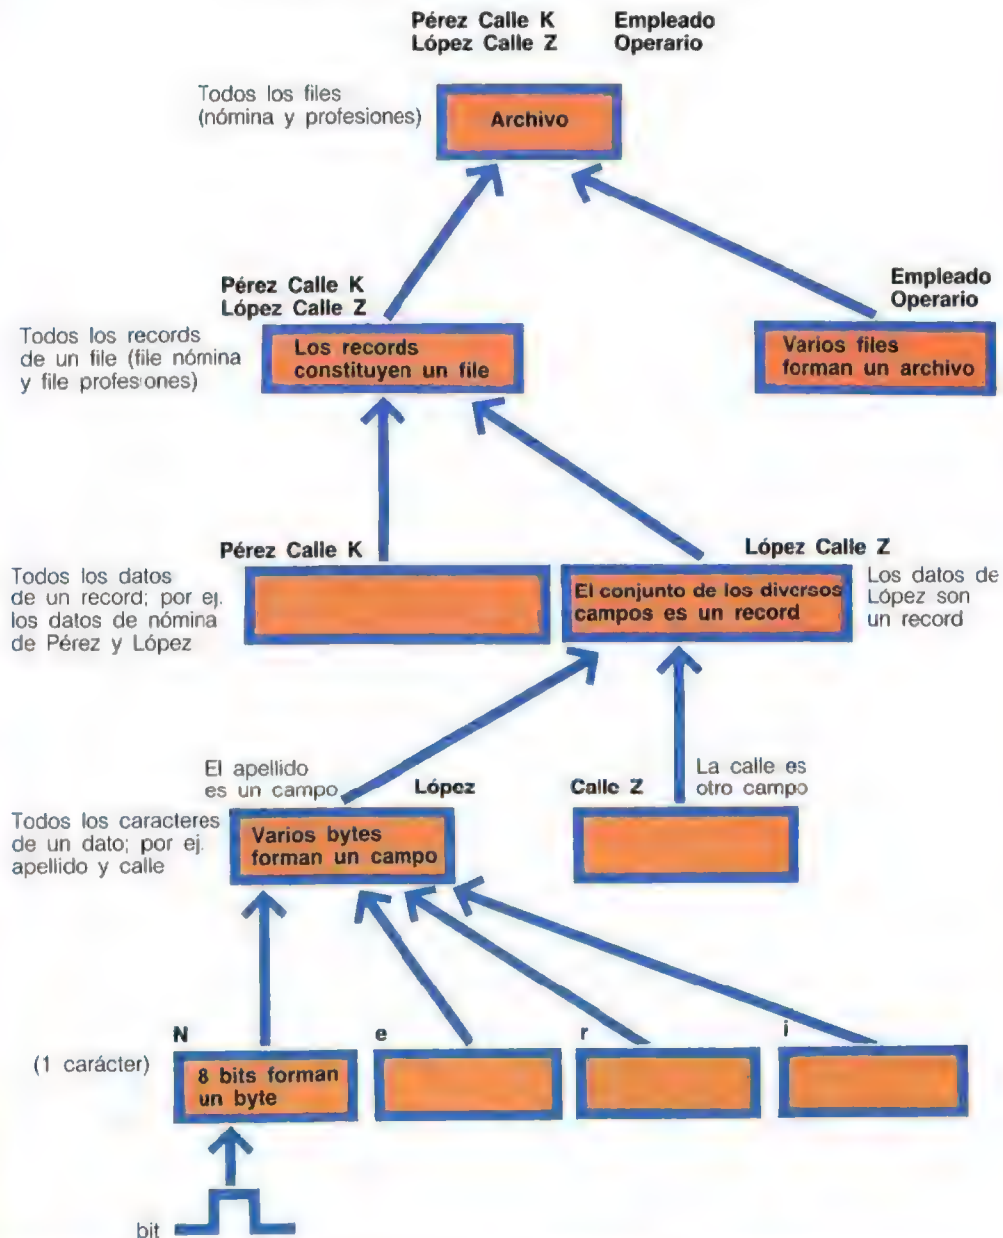 Pérez Calle K
López Calle Z
Empleado
Operario
Todos los files
(nómina y profesiones)
Archivo
Pérez Calle K
López Calle Z
Empleado
Operario
Todos los records
de un file (file nómina
y file profesiones)
Los records
constituyen un file
Varios files
forman un archivo
Pérez Calle K
López Calle Z
Todos los datos
de un record; por ej.
los datos de nómina
de Pérez y López
El conjunto de los diversos
campos es un record
Los datos de
López son
un record
El apellido
es un campo
López
Calle Z
La calle es
otro campo
Todos los caracteres
de un dato; por ej.
apellido y calle
Varios bytes
forman un campo
N
e
r
i
(1 carácter)
8 bits forman
un byte
bit